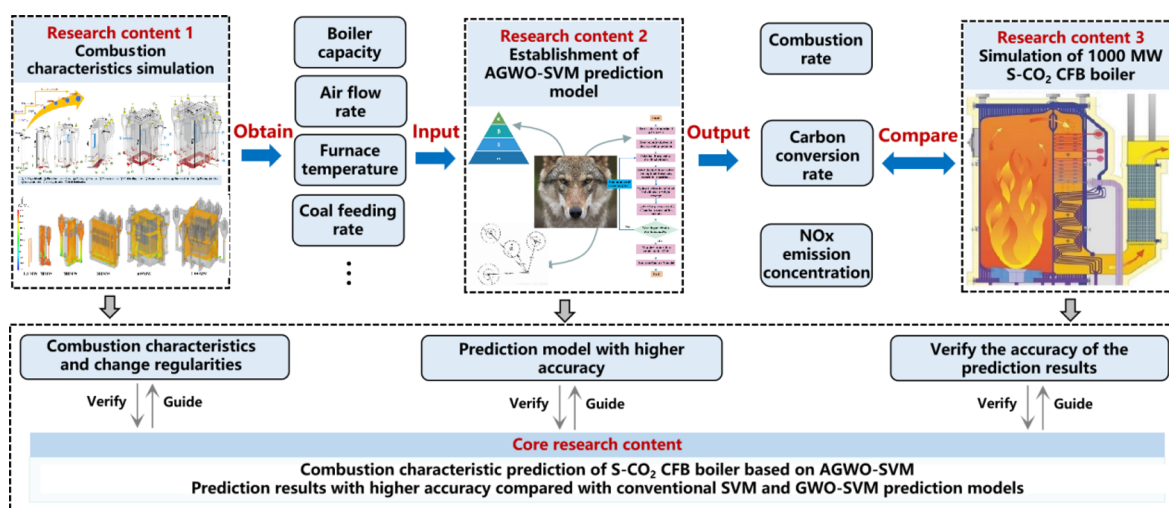 Research content 1
Combustion
characteristics simulation
Obtain
Boiler
capacity
Air flow
rate
Furnace
temperature
Coal feeding
rate
Input
Research content 2
Establishment of
AGWO-SVM prediction
model
Output
Combustion
rate
Carbon
conversion
rate
NOx
emission
concentration
Compare
Research content 3
Simulation of 1000 MW
S-CO₂ CFB boiler
Combustion characteristics
and change regularities
Prediction model with higher
accuracy
Verify the accuracy of the
prediction results
Verify
Guide
Verify
Guide
Verify
Guide
Core research content
Combustion characteristic prediction of S-CO₂ CFB boiler based on AGWO-SVM
Prediction results with higher accuracy compared with conventional SVM and GWO-SVM prediction models